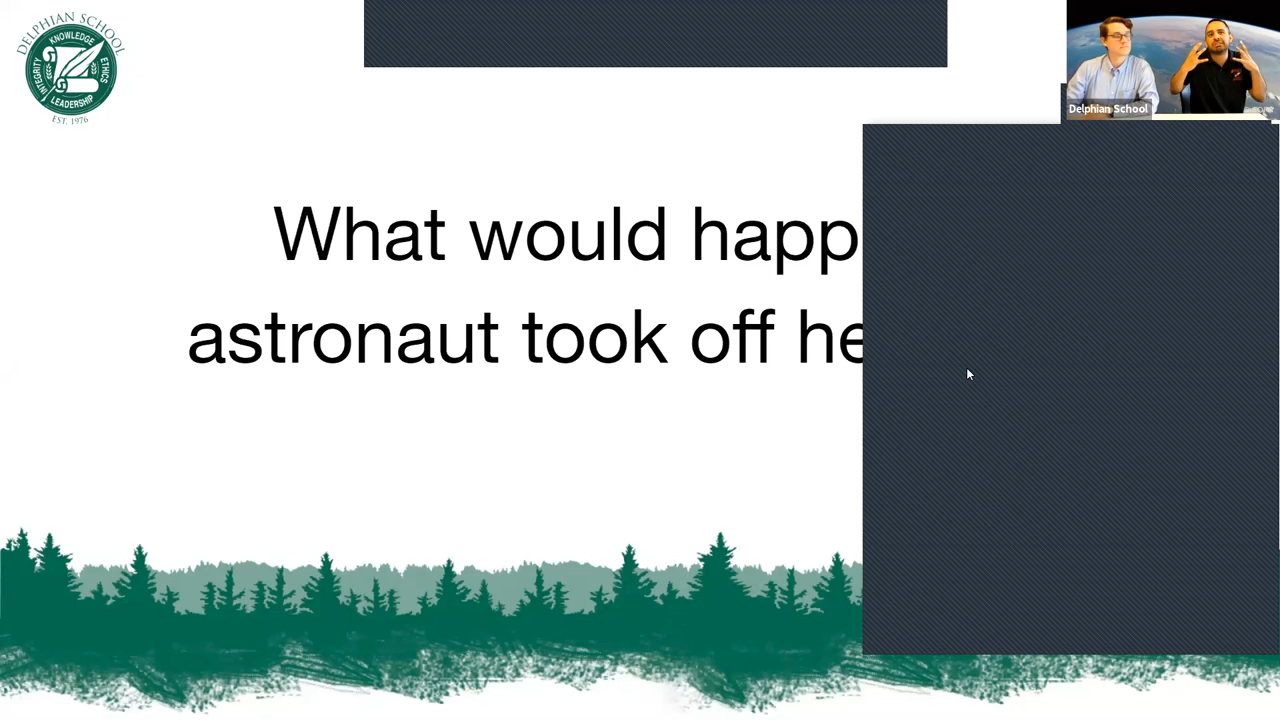 DELPHIAN SCHOOL
KNOWLEDGE
INTEGRITY
ETHICS
LEADERSHIP
EST. 1976
Delphian School
What would happ
astronaut took off he